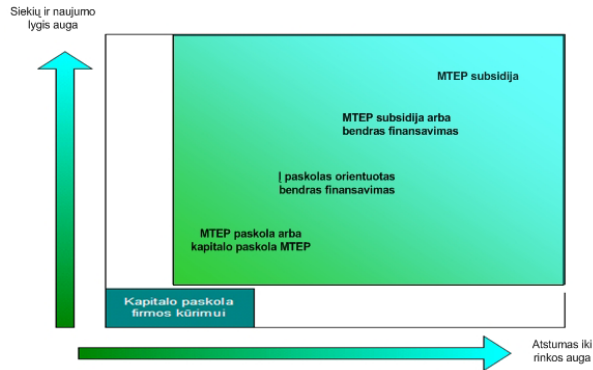 Siekių ir naujumo
lygis auga
MTEP subsidija
MTEP subsidija arba
bendras finansavimas
Į paskolas orientuotas
bendras finansavimas
MTEP paskola arba
kapitalo paskola MTEP
Kapitalo paskola
firmos kūrimui
Atstumas iki
rinkos auga